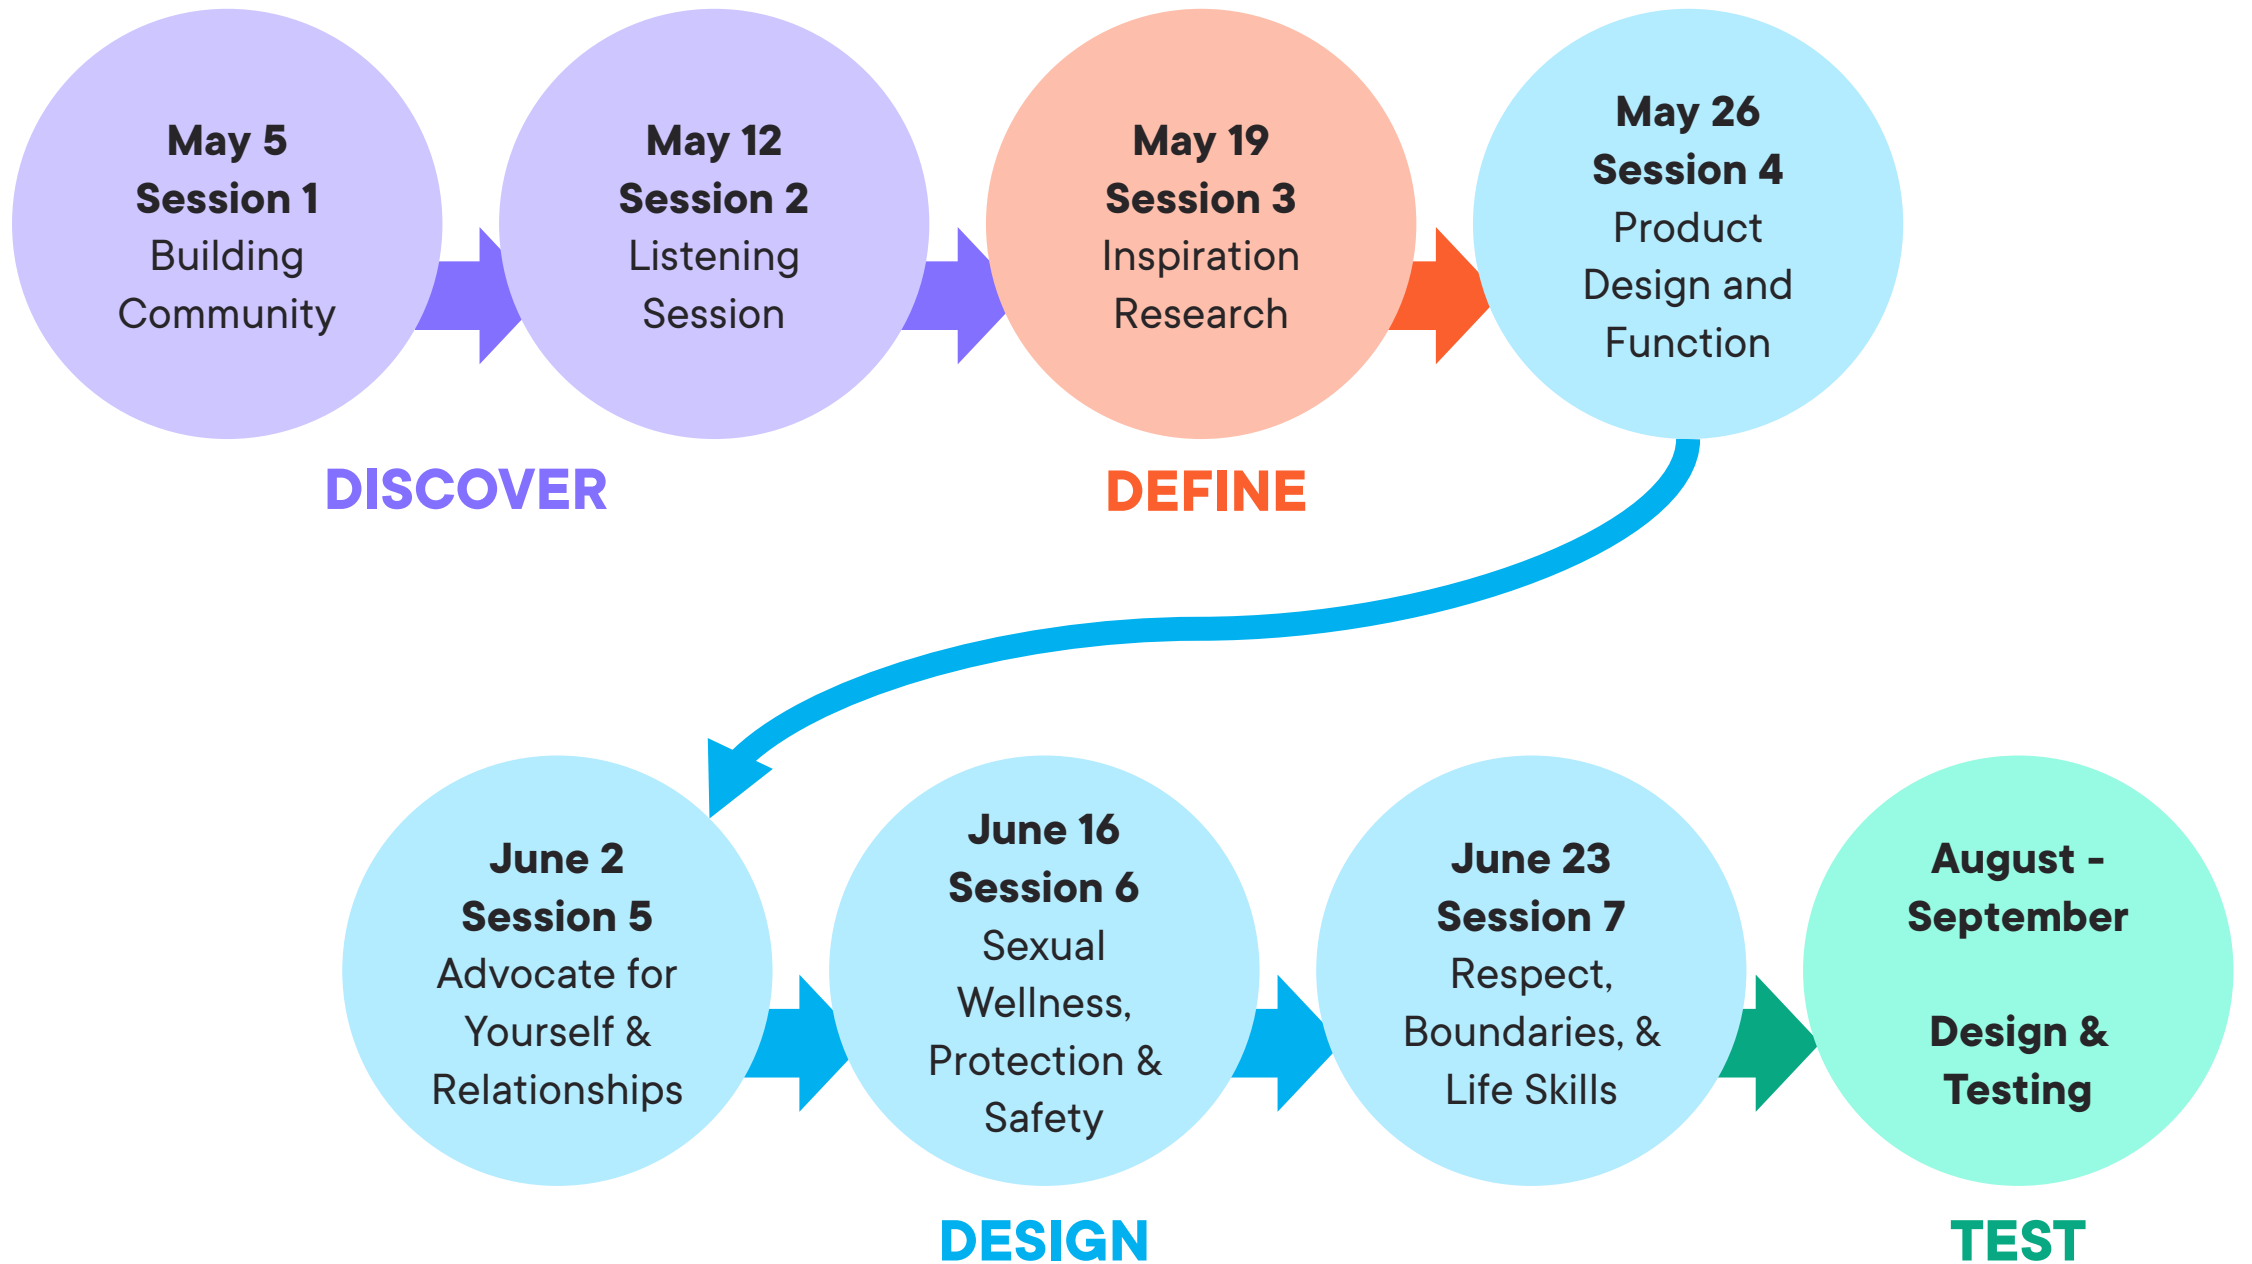 May 5
Session 1
Building
Community
May 12
Session 2
Listening
Session
May 19
Session 3
Inspiration
Research
May 26
Session 4
Product
Design and
Function
DISCOVER
DEFINE
June 2
Session 5
Advocate for
Yourself &
Relationships
June 16
Session 6
Sexual
Wellness,
Protection &
Safety
June 23
Session 7
Respect,
Boundaries, &
Life Skills
August -
September
Design &
Testing
DESIGN
TEST